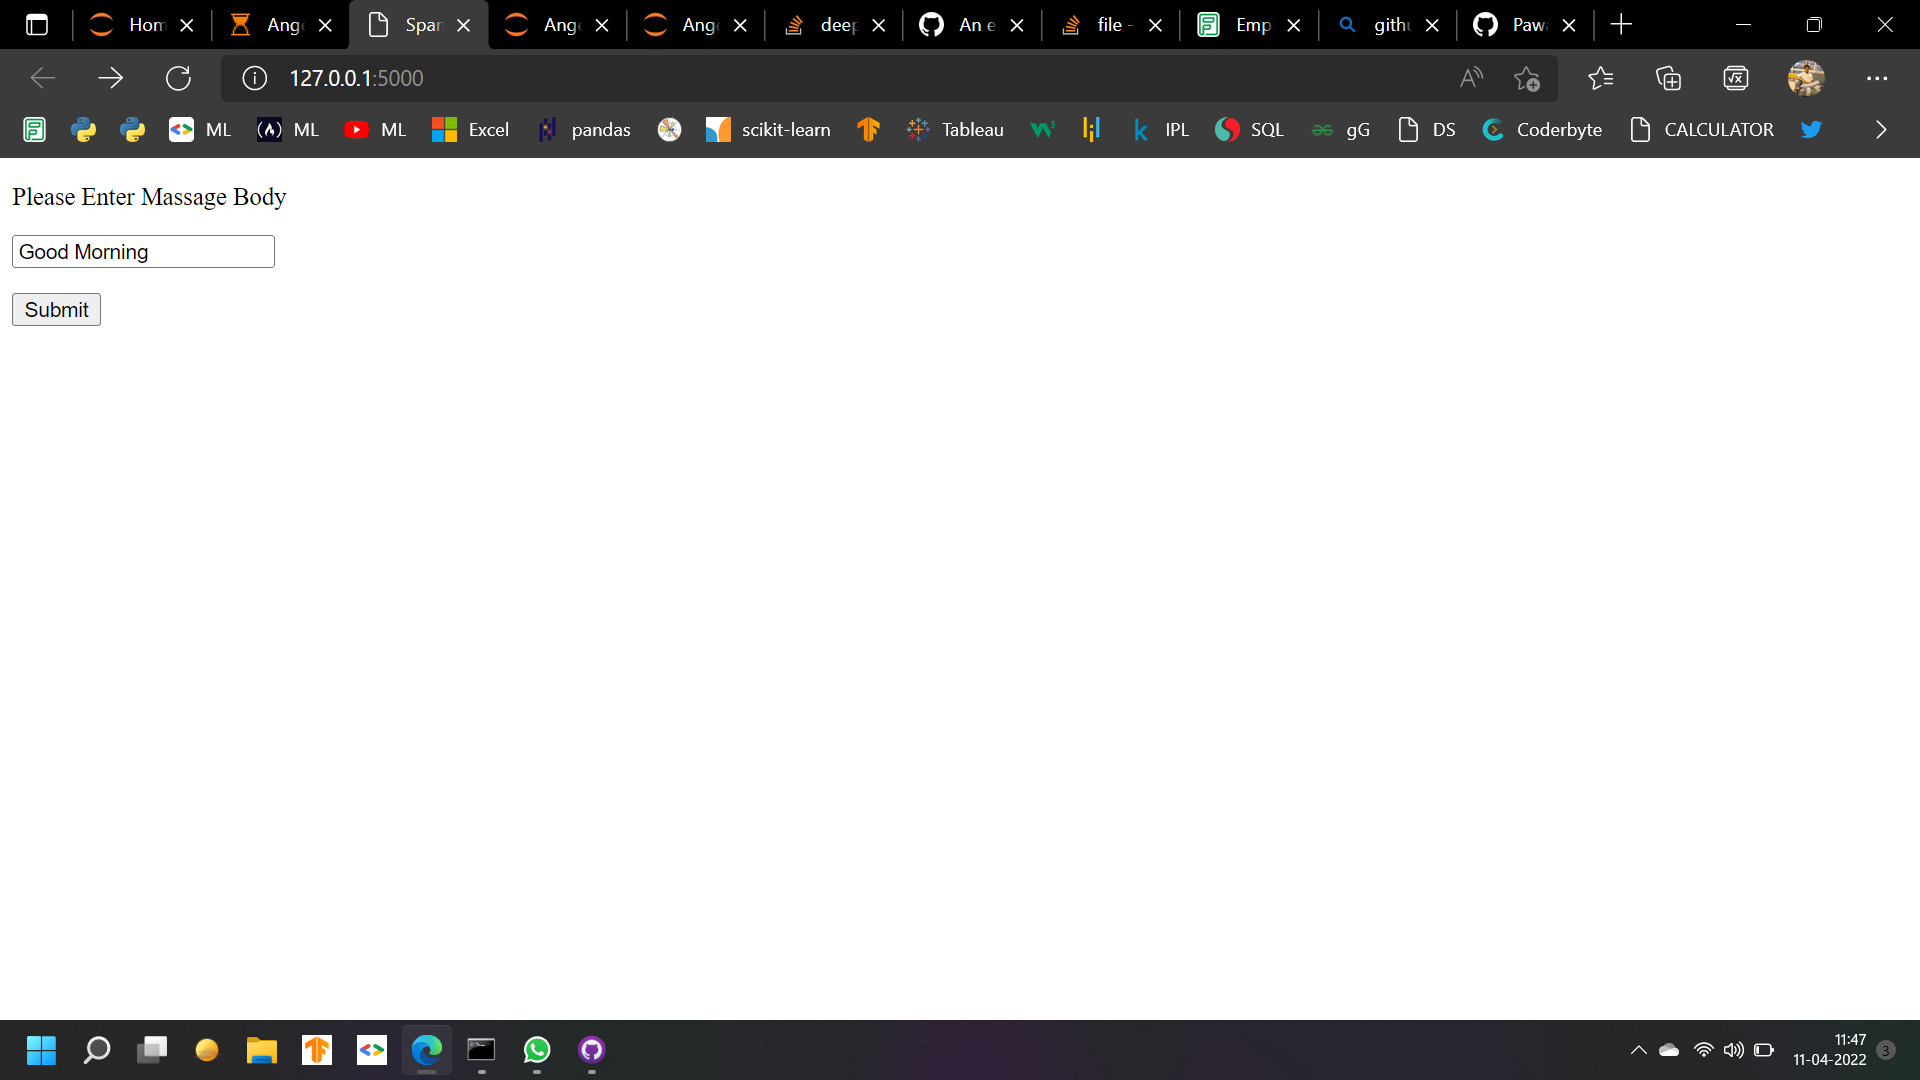 Hom Ang Spam Ang Ang deep An e file - Emp githu Pawa
127.0.0.1:5000
ML ML ML Excel pandas scikit-learn Tableau IPL SQL gG DS Coderbyte CALCULATOR
Please Enter Massage Body
Good Morning
Submit
11:47
11-04-2022
3